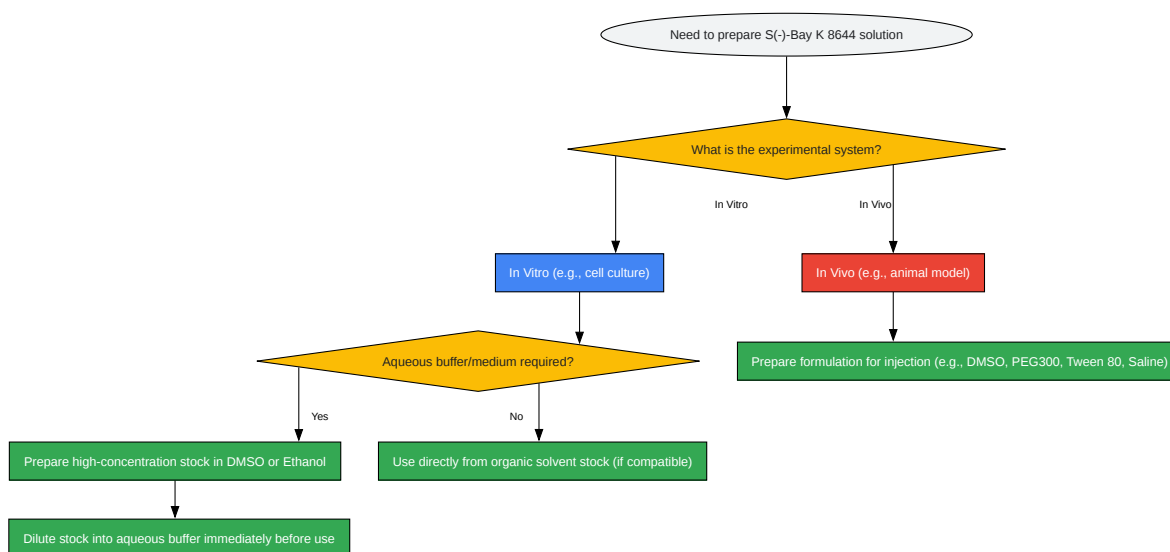 Need to prepare S(-)-Bay K 8644 solution
What is the experimental system?
In Vitro
In Vivo
In Vitro (e.g., cell culture)
In Vivo (e.g., animal model)
Aqueous buffer/medium required?
Prepare formulation for injection (e.g., DMSO, PEG300, Tween 80, Saline)
Yes
No
Prepare high-concentration stock in DMSO or Ethanol
Use directly from organic solvent stock (if compatible)
Dilute stock into aqueous buffer immediately before use